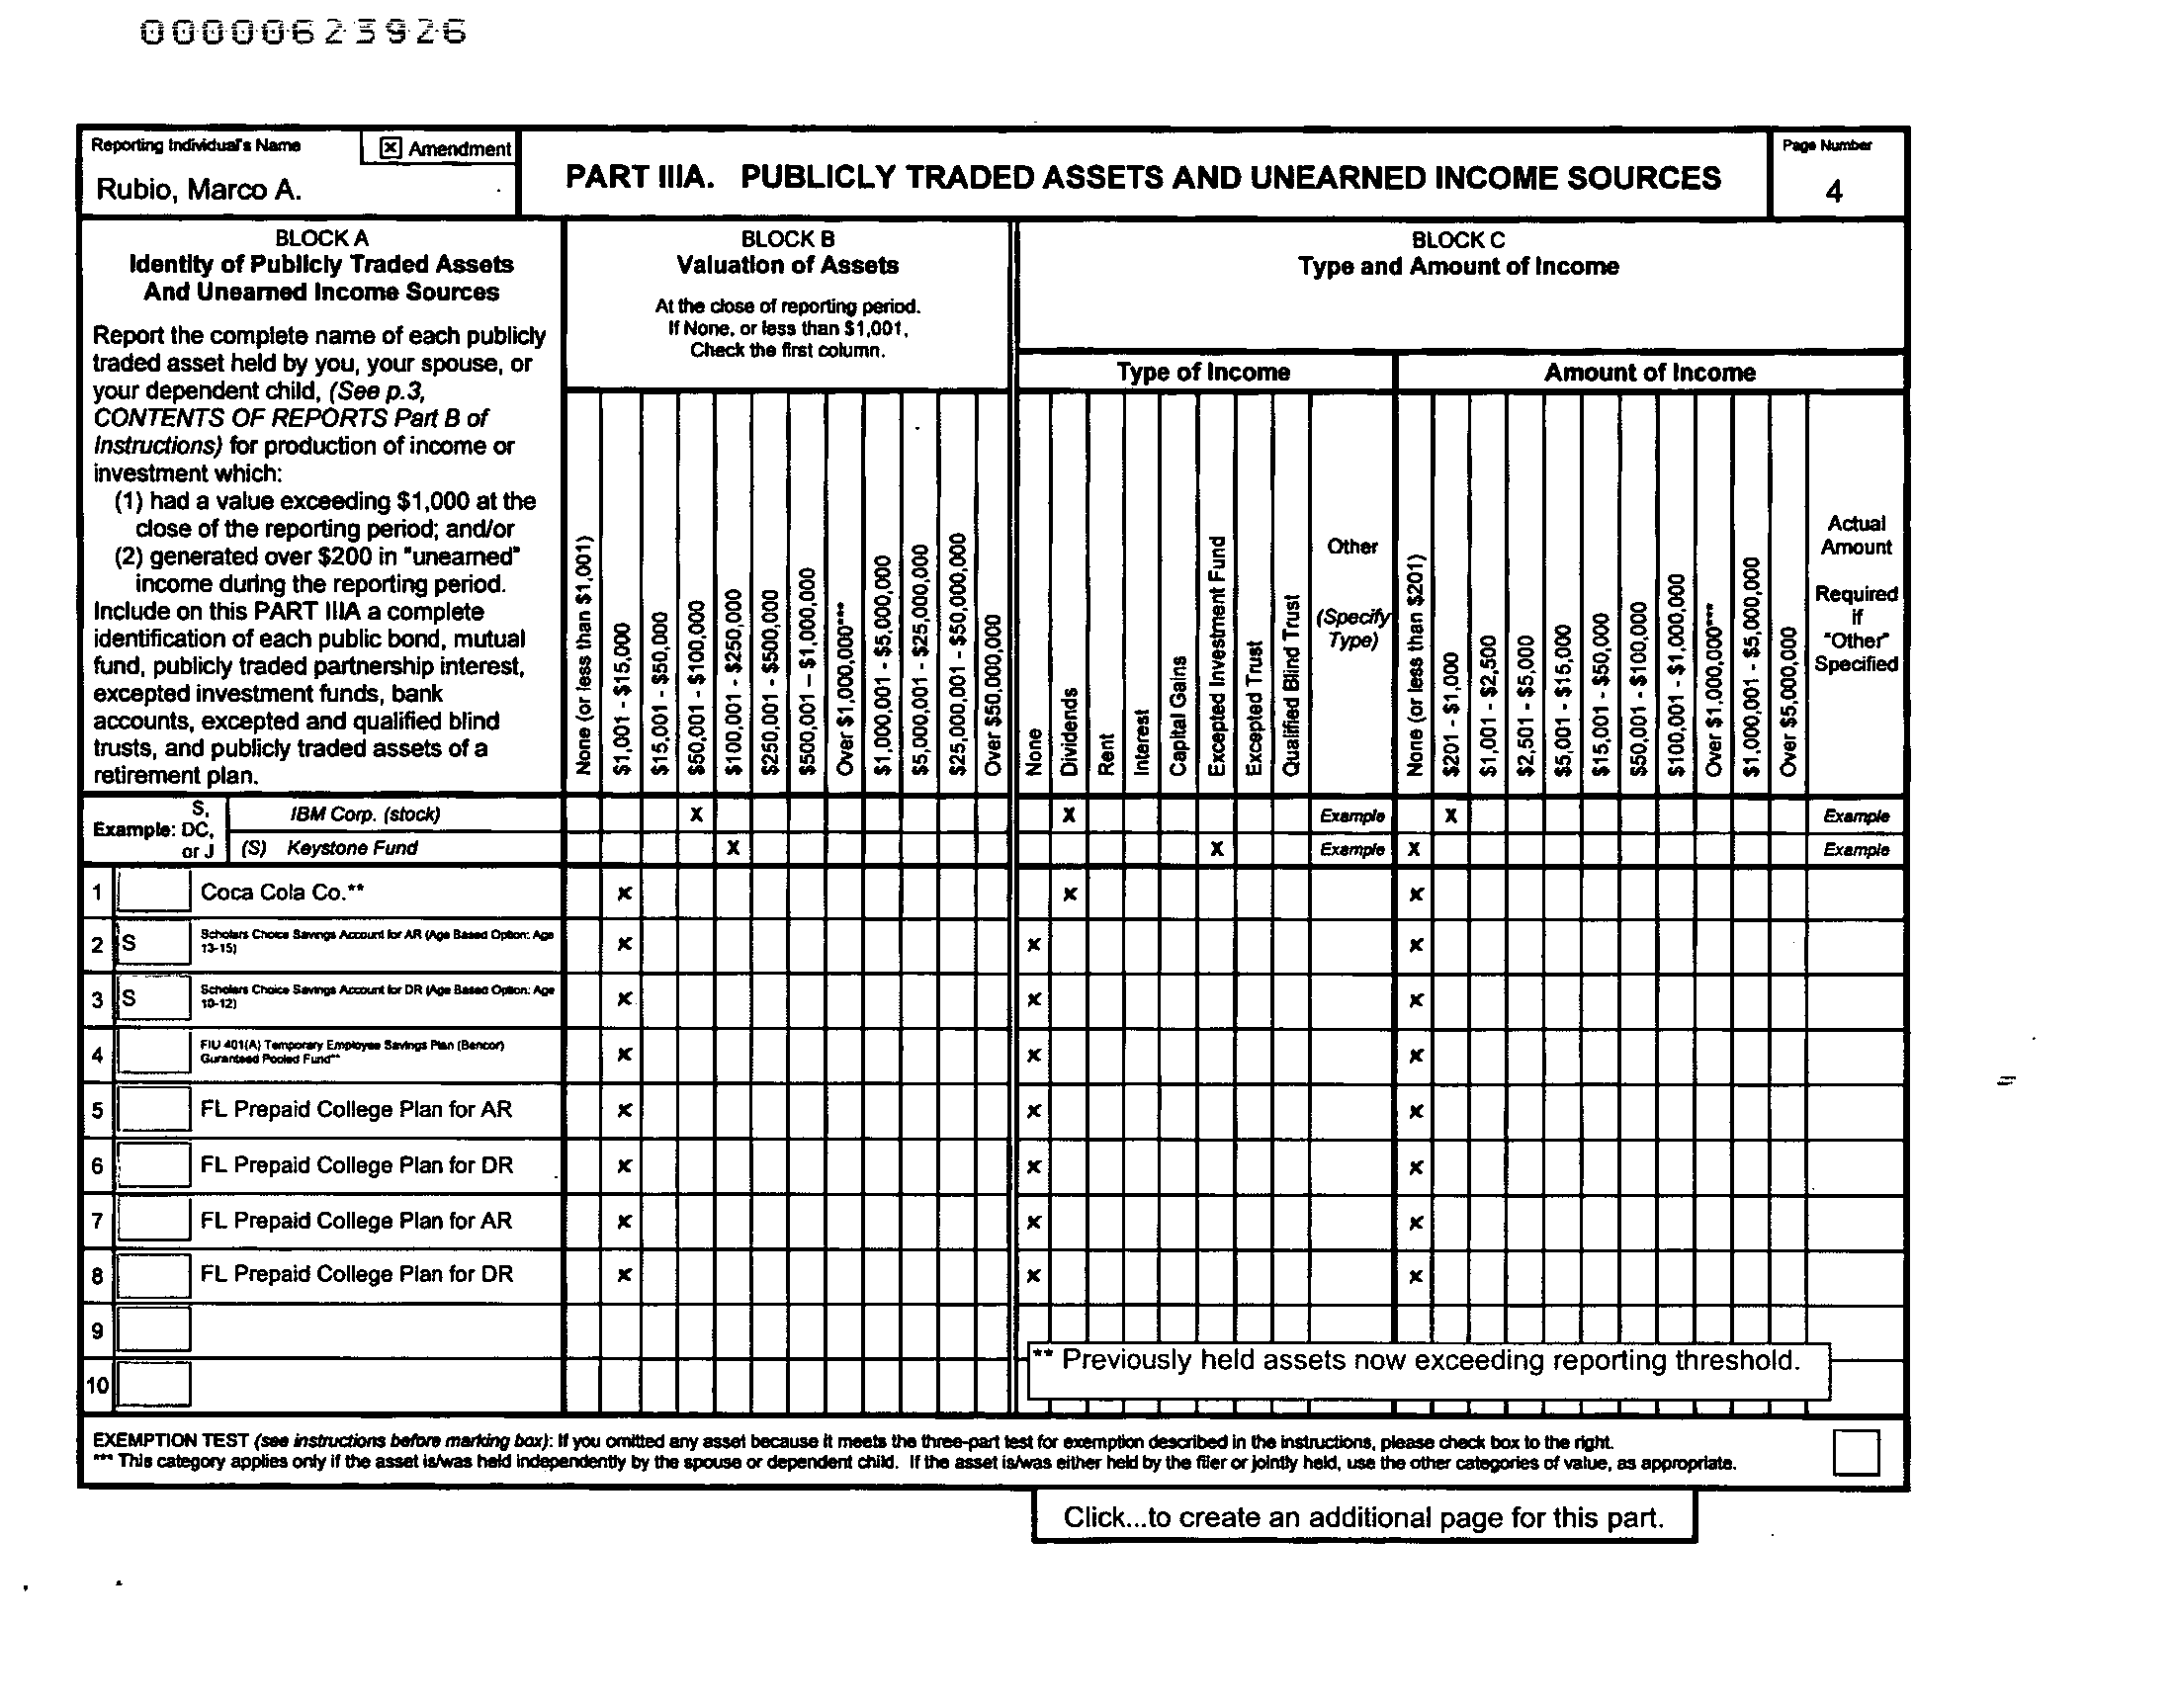 00000623926
Reporting Individual's Name
[x] Amendment
Rubio, Marco A.
PART IIIA. PUBLICLY TRADED ASSETS AND UNEARNED INCOME SOURCES
Page Number
4
BLOCK A
Identity of Publicly Traded Assets
And Unearned Income Sources
Report the complete name of each publicly
traded asset held by you, your spouse, or
your dependent child, (See p.3,
CONTENTS OF REPORTS Part B of
Instructions) for production of income or
investment which:
(1) had a value exceeding $1,000 at the
close of the reporting period; and/or
(2) generated over $200 in "unearned"
income during the reporting period.
Include on this PART IIIA a complete
identification of each public bond, mutual
fund, publicly traded partnership interest,
excepted investment funds, bank
accounts, excepted and qualified blind
trusts, and publicly traded assets of a
retirement plan.
BLOCK B
Valuation of Assets
At the close of reporting period.
If None, or less than $1,001,
Check the first column.
None (or less than $1,001)
$1,001 - $15,000
$15,001 - $50,000
$50,001 - $100,000
$100,001 - $250,000
$250,001 - $500,000
$500,001 – $1,000,000
Over $1,000,000***
$1,000,001 - $5,000,000
$5,000,001 - $25,000,000
$25,000,001 - $50,000,000
Over $50,000,000
BLOCK C
Type and Amount of Income
Type of Income
None
Dividends
Rent
Interest
Capital Gains
Excepted Investment Fund
Excepted Trust
Qualified Blind Trust
Other
(Specify
Type)
Amount of Income
None (or less than $201)
$201 - $1,000
$1,001 - $2,500
$2,501 - $5,000
$5,001 - $15,000
$15,001 - $50,000
$50,001 - $100,000
$100,001 - $1,000,000
Over $1,000,000***
$1,000,001 - $5,000,000
Over $5,000,000
Actual
Amount
Required
if
"Other"
Specified
Example: S, DC, or J
IBM Corp. (stock) X X Example X Example
(S) Keystone Fund X X Example X Example
1 Coca Cola Co.** x x x
2 S Scholars Choice Savings Account for AR (Age Based Option: Age
13-15) x x x
3 S Scholars Choice Savings Account for DR (Age Based Option: Age
10-12) x x x
4 FIU 401(A) Temporary Employee Savings Plan (Bencor)
Guranteed Pooled Fund** x x x
5 FL Prepaid College Plan for AR x x x
6 FL Prepaid College Plan for DR x x x
7 FL Prepaid College Plan for AR x x x
8 FL Prepaid College Plan for DR x x x
9
10
** Previously held assets now exceeding reporting threshold.
EXEMPTION TEST (see instructions before marking box): If you omitted any asset because it meets the three-part test for exemption described in the instructions, please check box to the right.
*** This category applies only if the asset is/was held independently by the spouse or dependent child. If the asset is/was either held by the filer or jointly held, use the other categories of value, as appropriate.
Click...to create an additional page for this part.